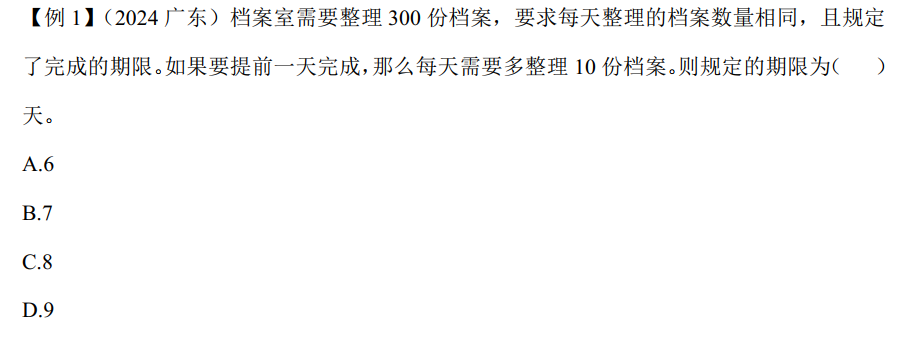 【例 1】（2024 广东）档案室需要整理 300 份档案，要求每天整理的档案数量相同，且规定
了完成的期限。如果要提前一天完成，那么每天需要多整理 10 份档案。则规定的期限为（  ）
天。
A.6
B.7
C.8
D.9